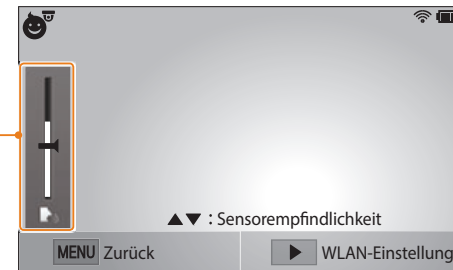 ▲▼ : Sensorempfindlichkeit
MENU Zurück
▶ WLAN-Einstellung